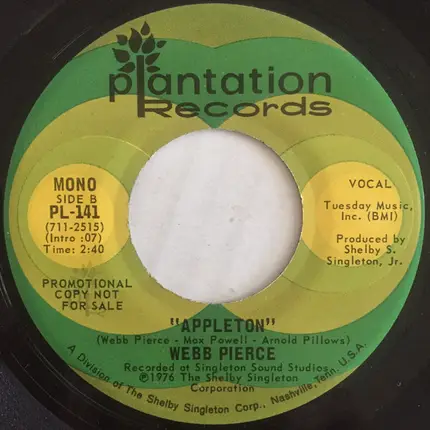 plantation
Records
MONO
SIDE B
PL-141
(711-2515)
(Intro :07)
Time: 2:40
PROMOTIONAL
COPY NOT
FOR SALE
VOCAL
Tuesday Music,
Inc. (BMI)
Produced by
Shelby S.
Singleton, Jr.
"APPLETON"
(Webb Pierce - Max Powell - Arnold Pillows)
WEBB PIERCE
Recorded at Singleton Sound Studios
℗1976 The Shelby Singleton
Corporation
A Division of The Shelby Singleton Corp., Nashville, Tenn. U.S.A.